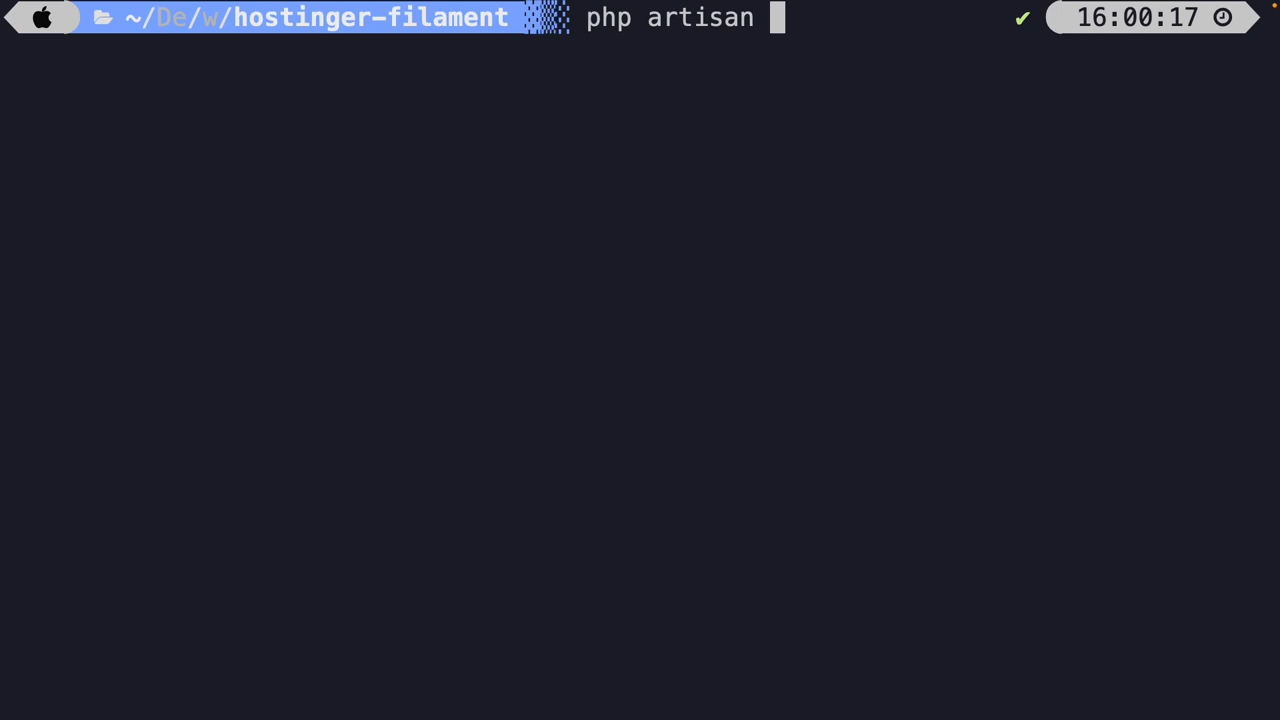 ~/De/w/hostinger-filament php artisan ✔ 16:00:17